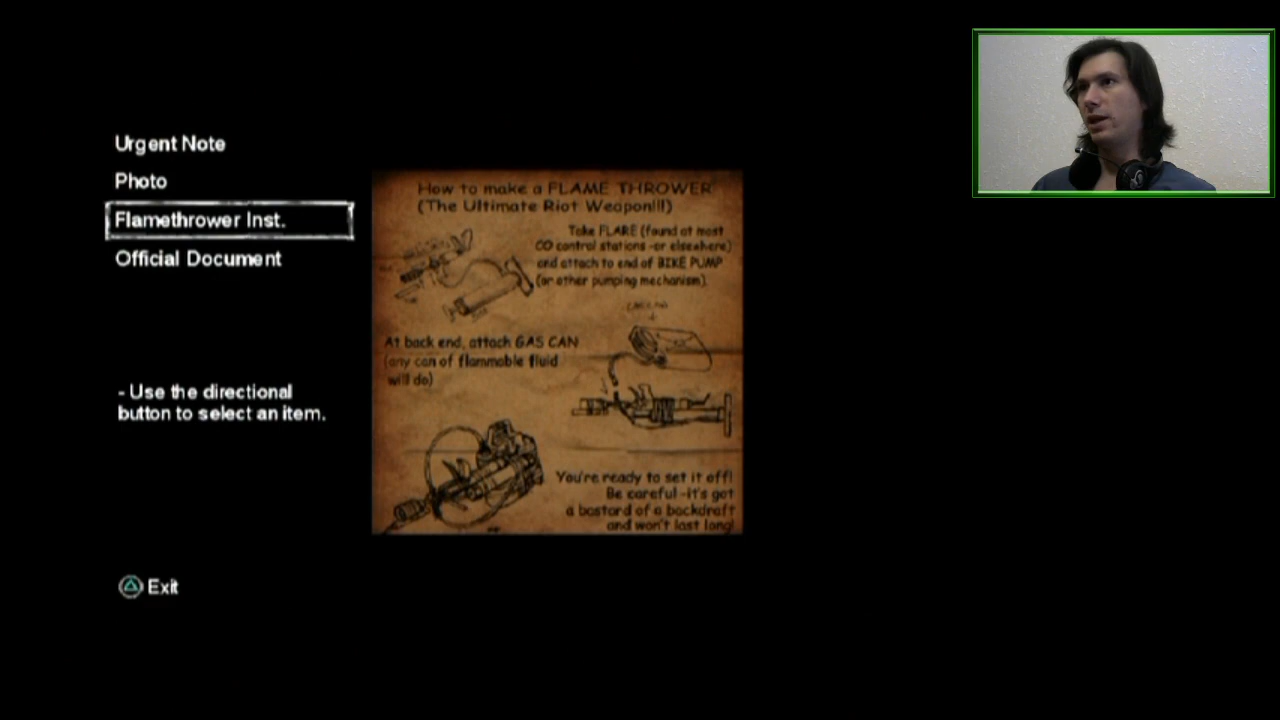 Urgent Note
Photo
Flamethrower Inst.
Official Document
- Use the directional
button to select an item.
Exit
How to make a FLAME THROWER
(The Ultimate Riot Weapon!!!)
Take FLARE (found at most
CO control stations -or elsewhere)
and attach to end of BIKE PUMP
(or other pumping mechanism).
At back end, attach GAS CAN
(any can of flammable fluid
will do)
You're ready to set it off!
Be careful -it's got
a bastard of a backdraft
and won't last long!